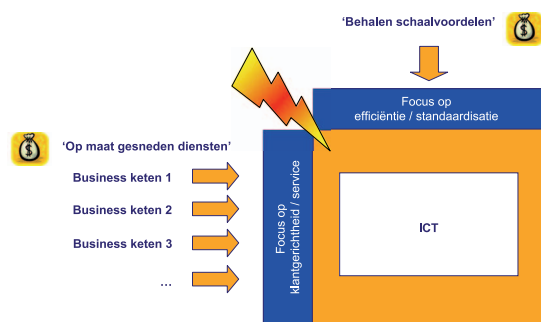 ‘Behalen schaalvoordelen’
Focus op
efficiëntie / standaardisatie
‘Op maat gesneden diensten’
Business keten 1
Business keten 2
Business keten 3
…
Focus op
klantgerichtheid / service
ICT